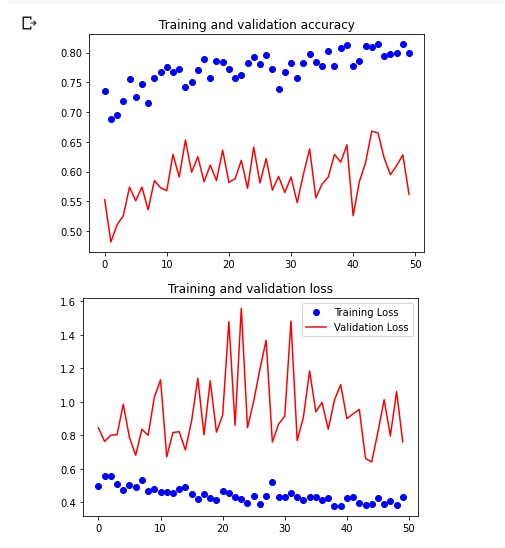 Training and validation accuracy
0.80
0.75
0.70
0.65
0.60
0.55
0.50
0 10 20 30 40 50
Training and validation loss
1.6
1.4
1.2
1.0
0.8
0.6
0.4
Training Loss
Validation Loss
0 10 20 30 40 50